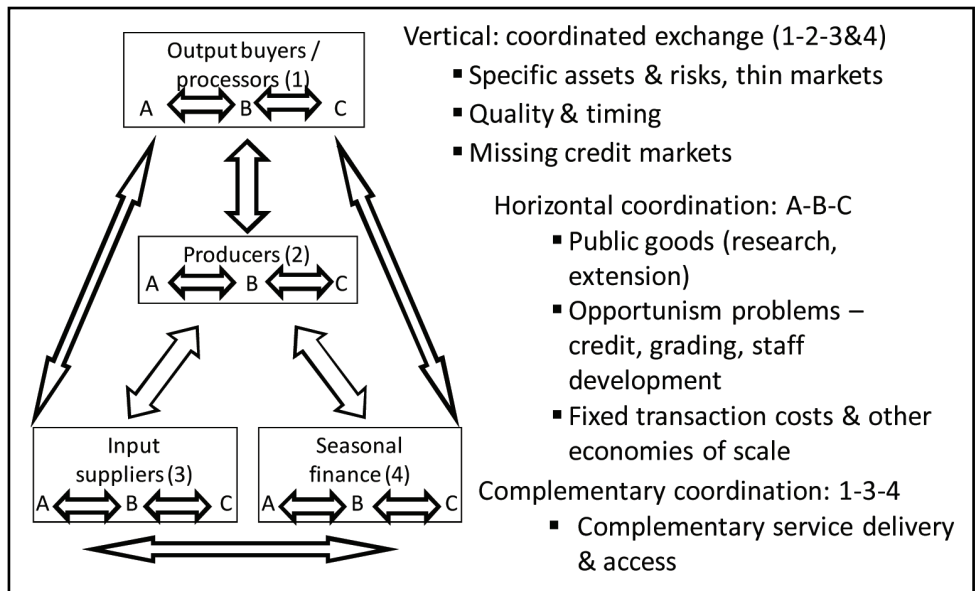 Output buyers /
processors (1)
A B C
Producers (2)
A B C
Input
suppliers (3)
A B C
Seasonal
finance (4)
A B C
Vertical: coordinated exchange (1-2-3&4)
▪ Specific assets & risks, thin markets
▪ Quality & timing
▪ Missing credit markets
Horizontal coordination: A-B-C
▪ Public goods (research,
extension)
▪ Opportunism problems –
credit, grading, staff
development
▪ Fixed transaction costs & other
economies of scale
Complementary coordination: 1-3-4
▪ Complementary service delivery
& access